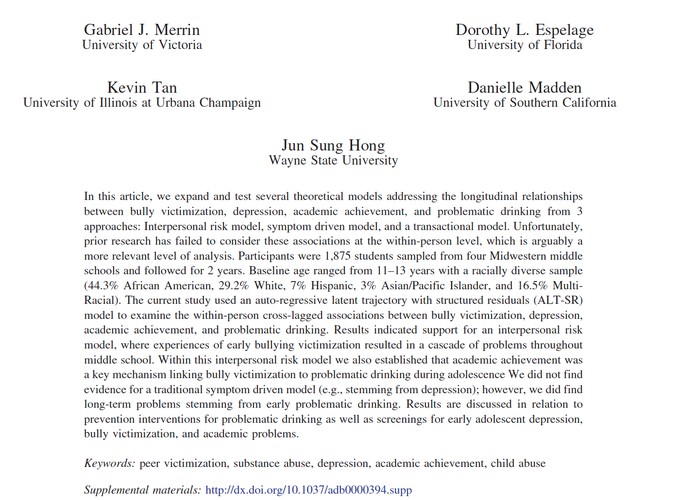 Gabriel J. Merrin
University of Victoria
Dorothy L. Espelage
University of Florida
Kevin Tan
University of Illinois at Urbana Champaign
Danielle Madden
University of Southern California
Jun Sung Hong
Wayne State University
In this article, we expand and test several theoretical models addressing the longitudinal relationships
between bully victimization, depression, academic achievement, and problematic drinking from 3
approaches: Interpersonal risk model, symptom driven model, and a transactional model. Unfortunately,
prior research has failed to consider these associations at the within-person level, which is arguably a
more relevant level of analysis. Participants were 1,875 students sampled from four Midwestern middle
schools and followed for 2 years. Baseline age ranged from 11–13 years with a racially diverse sample
(44.3% African American, 29.2% White, 7% Hispanic, 3% Asian/Pacific Islander, and 16.5% Multi-
Racial). The current study used an auto-regressive latent trajectory with structured residuals (ALT-SR)
model to examine the within-person cross-lagged associations between bully victimization, depression,
academic achievement, and problematic drinking. Results indicated support for an interpersonal risk
model, where experiences of early bullying victimization resulted in a cascade of problems throughout
middle school. Within this interpersonal risk model we also established that academic achievement was
a key mechanism linking bully victimization to problematic drinking during adolescence We did not find
evidence for a traditional symptom driven model (e.g., stemming from depression); however, we did find
long-term problems stemming from early problematic drinking. Results are discussed in relation to
prevention interventions for problematic drinking as well as screenings for early adolescent depression,
bully victimization, and academic problems.
Keywords: peer victimization, substance abuse, depression, academic achievement, child abuse
Supplemental materials: http://dx.doi.org/10.1037/adb0000394.supp